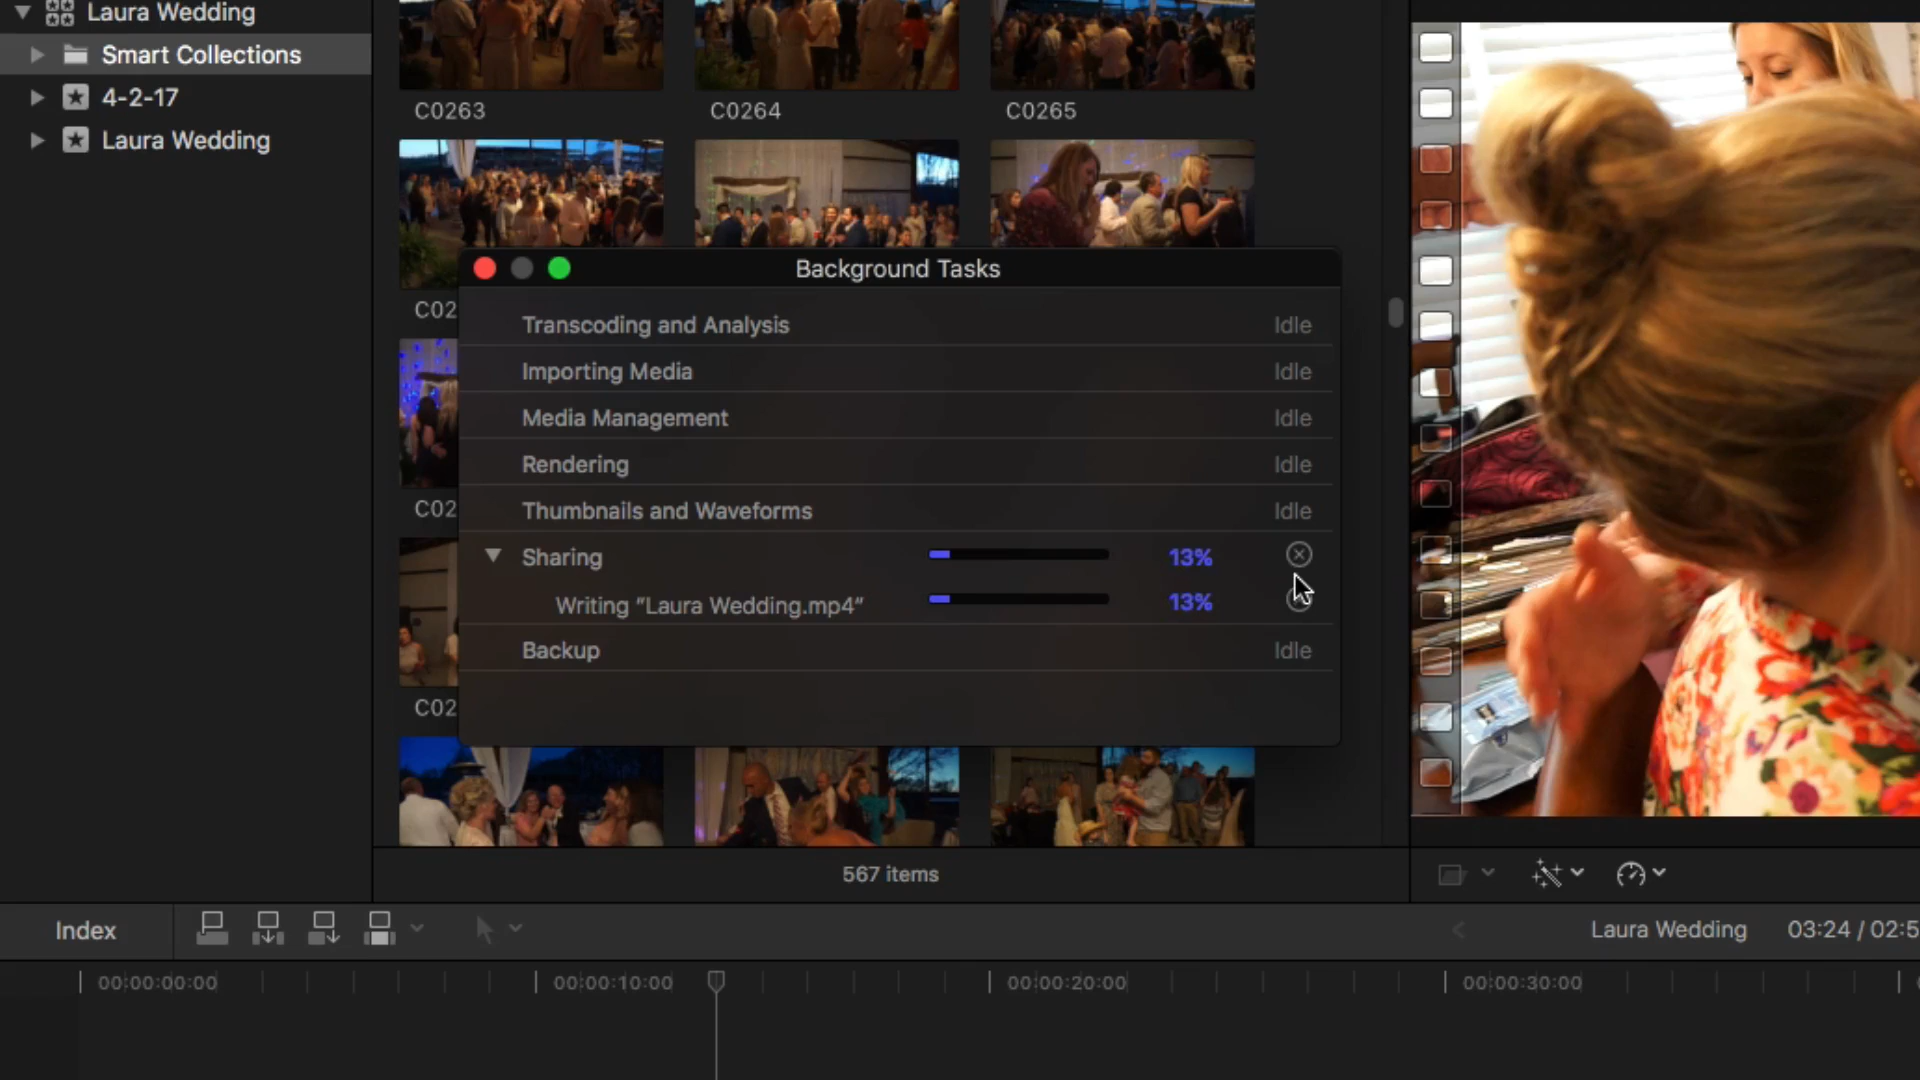 Laura Wedding
Smart Collections
4-2-17
Laura Wedding
C0263 C0264 C0265
C02
C02
C02
Background Tasks
Transcoding and Analysis Idle
Importing Media Idle
Media Management Idle
Rendering Idle
Thumbnails and Waveforms Idle
Sharing 13%
Writing “Laura Wedding.mp4” 13%
Backup Idle
567 items
Index
Laura Wedding 03:24 / 02:5
00:00:00:00 00:00:10:00 00:00:20:00 00:00:30:00